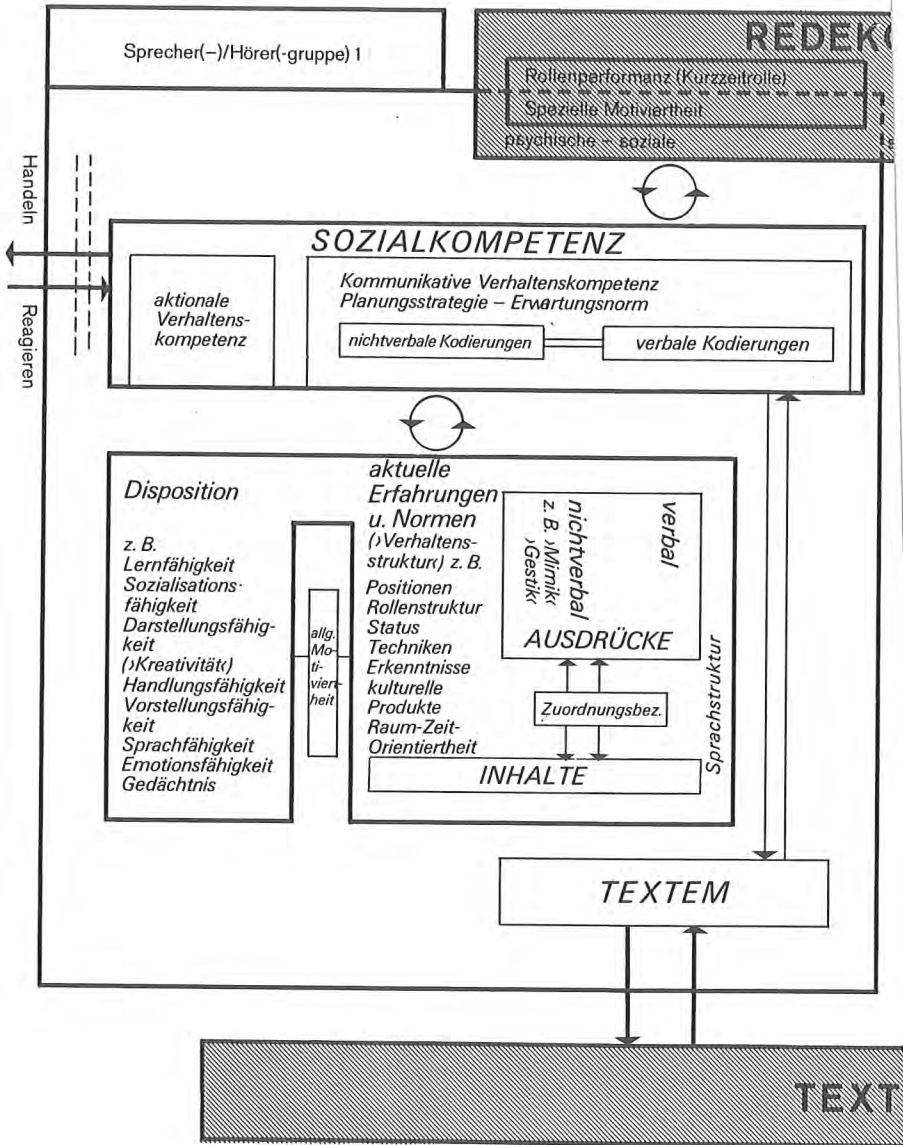 Sprecher(–)/Hörer(-gruppe) 1
REDEK
Rollenperformanz (Kurzzeitrolle)
Spezielle Motiviertheit
psychische – soziale
Handeln
Reagieren
SOZIALKOMPETENZ
aktionale
Verhaltens-
kompetenz
Kommunikative Verhaltenskompetenz
Planungsstrategie – Erwartungsnorm
nichtverbale Kodierungen
verbale Kodierungen
Disposition
z. B.
Lernfähigkeit
Sozialisations-
fähigkeit
Darstellungsfähig-
keit
(›Kreativität‹)
Handlungsfähigkeit
Vorstellungsfähig-
keit
Sprachfähigkeit
Emotionsfähigkeit
Gedächtnis
allg.
Mo-
ti-
viert-
heit
aktuelle
Erfahrungen
u. Normen
(›Verhaltens-
struktur‹) z. B.
Positionen
Rollenstruktur
Status
Techniken
Erkenntnisse
kulturelle
Produkte
Raum-Zeit-
Orientiertheit
verbal
nichtverbal
z. B. ›Mimik‹
›Gestik‹
AUSDRÜCKE
Zuordnungsbez.
INHALTE
Sprachstruktur
TEXTEM
TEXT